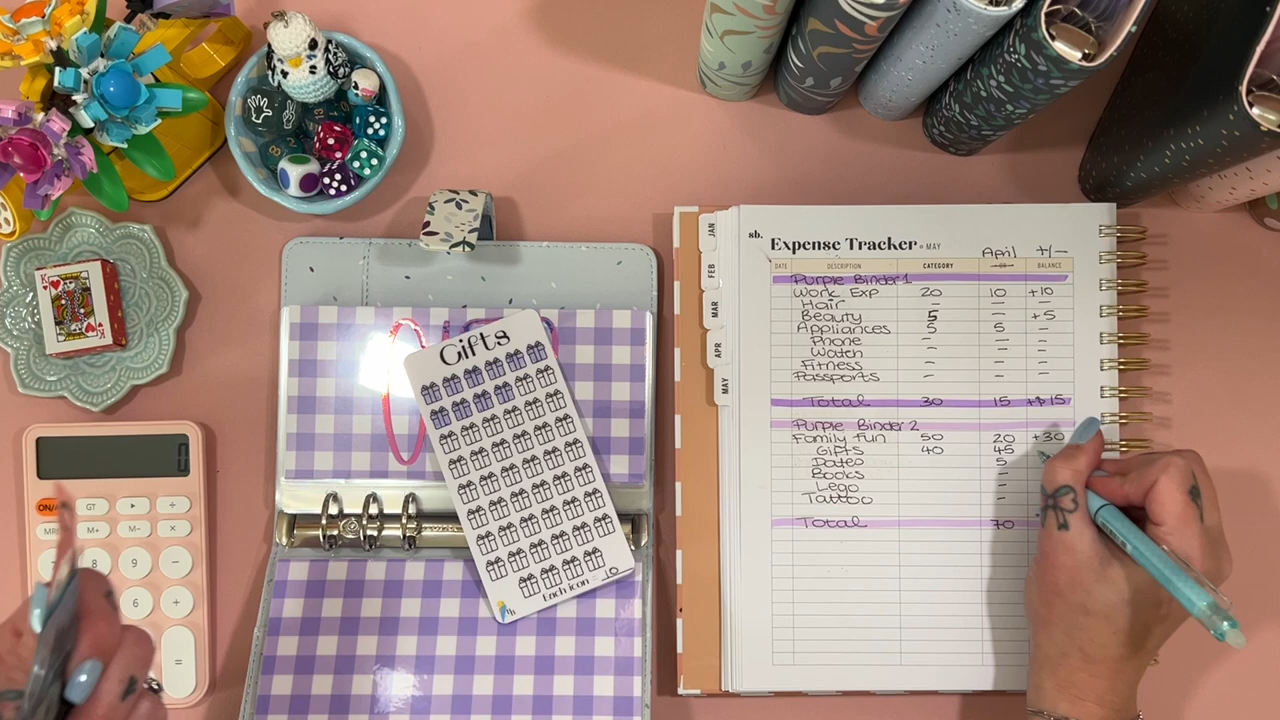 8b. Expense Tracker • MAY
April +/-
DATE DESCRIPTION CATEGORY BALANCE
Purple Binder 1
Work Exp 20 10 +10
Hair - - -
Beauty 5 - +5
Appliances 5 5 -
Phone - - -
Watch - - -
Fitness - - -
Passports - - -
Total 30 15 +$15
Purple Binder 2
Family Fun 50 20 +30
Gifts 40 45
Dates 5
Books -
Lego -
Tattoo -
Total 70
JAN
FEB
MAR
APR
MAY
Gifts
Each icon = 10
K
ON/A GT ▶ ÷
M+ M- ×
8 9 -
6 +
=